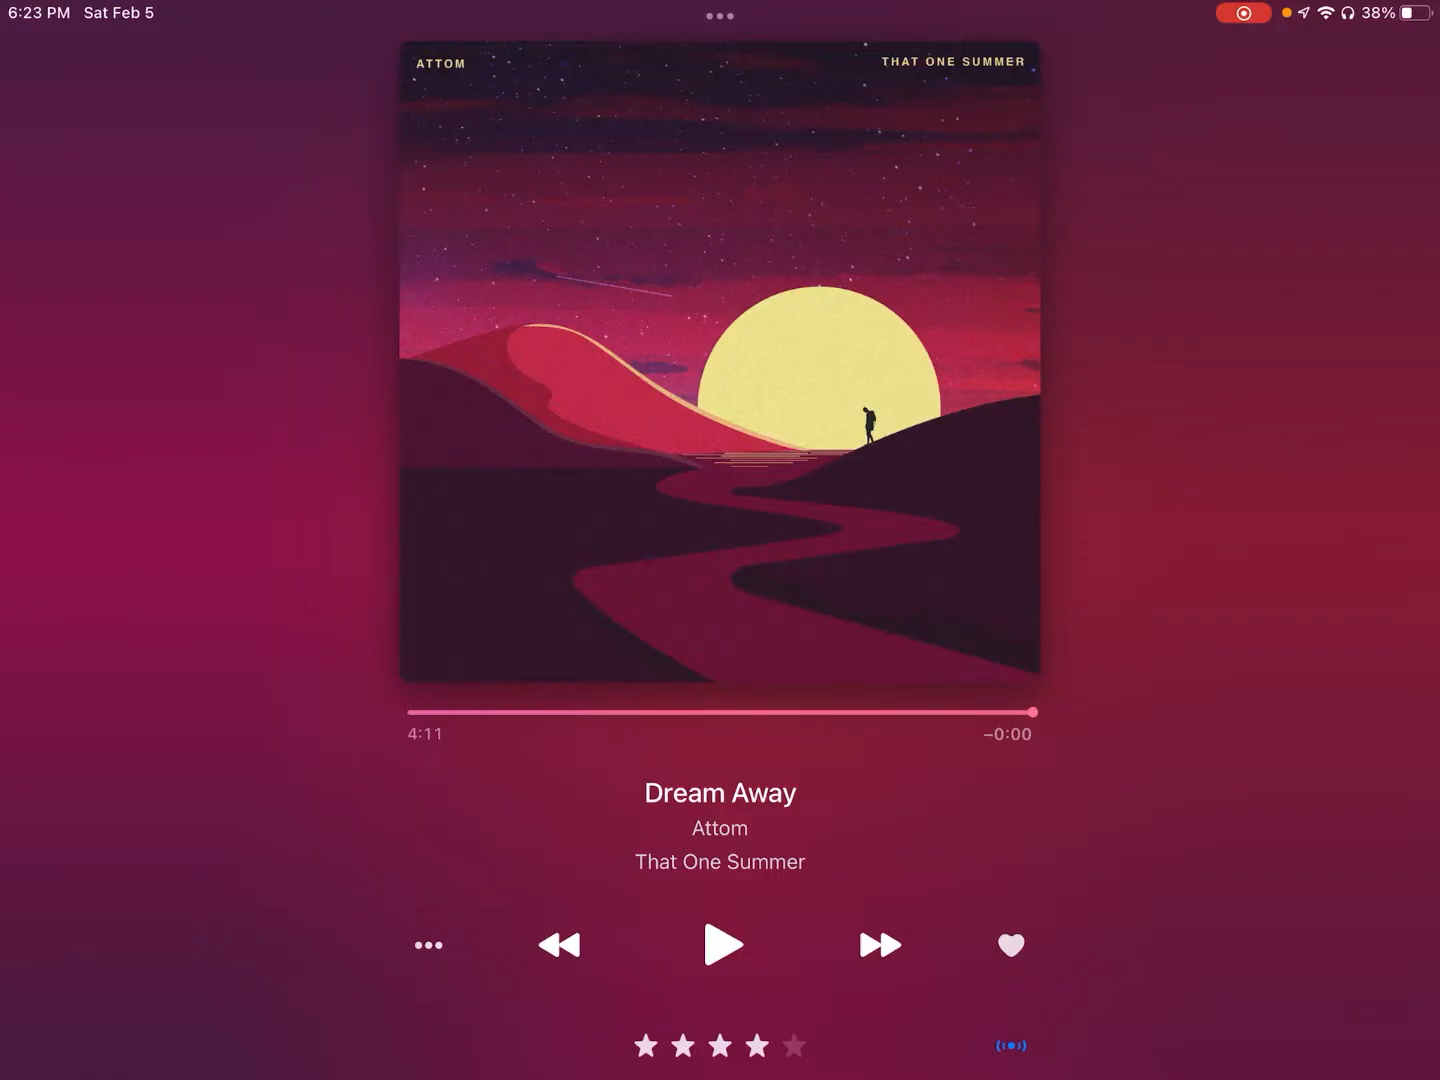 6:23 PM Sat Feb 5
38%
ATTOM
THAT ONE SUMMER
4:11
−0:00
Dream Away
Attom
That One Summer